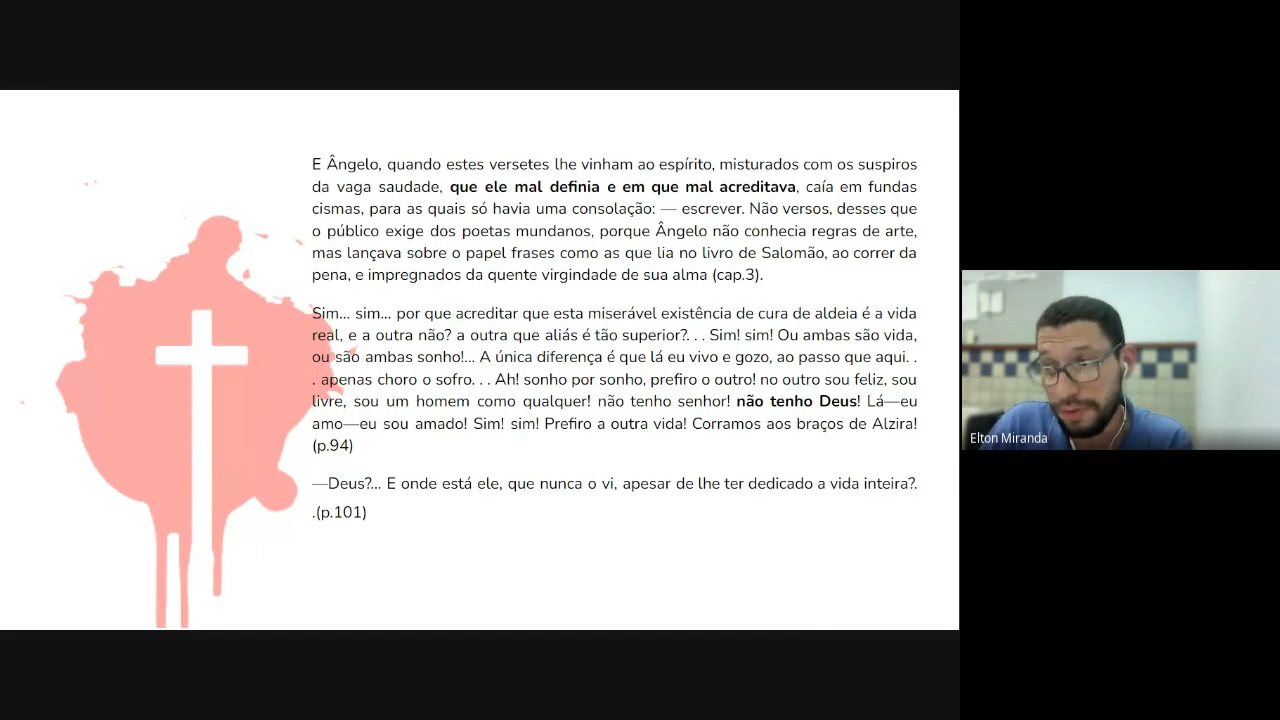 E Ângelo, quando estes versetes lhe vinham ao espírito, misturados com os suspiros
da vaga saudade, que ele mal definia e em que mal acreditava, caía em fundas
cismas, para as quais só havia uma consolação: — escrever. Não versos, desses que
o público exige dos poetas mundanos, porque Ângelo não conhecia regras de arte,
mas lançava sobre o papel frases como as que lia no livro de Salomão, ao correr da
pena, e impregnados da quente virgindade de sua alma (cap.3).
Sim... sim... por que acreditar que esta miserável existência de cura de aldeia é a vida
real, e a outra não? a outra que aliás é tão superior?. . . Sim! sim! Ou ambas são vida,
ou são ambas sonho!... A única diferença é que lá eu vivo e gozo, ao passo que aqui. .
. apenas choro o sofro. . . Ah! sonho por sonho, prefiro o outro! no outro sou feliz, sou
livre, sou um homem como qualquer! não tenho senhor! não tenho Deus! Lá—eu
amo—eu sou amado! Sim! sim! Prefiro a outra vida! Corramos aos braços de Alzira!
(p.94)
—Deus?... E onde está ele, que nunca o vi, apesar de lhe ter dedicado a vida inteira?.
.(p.101)
Elton Miranda